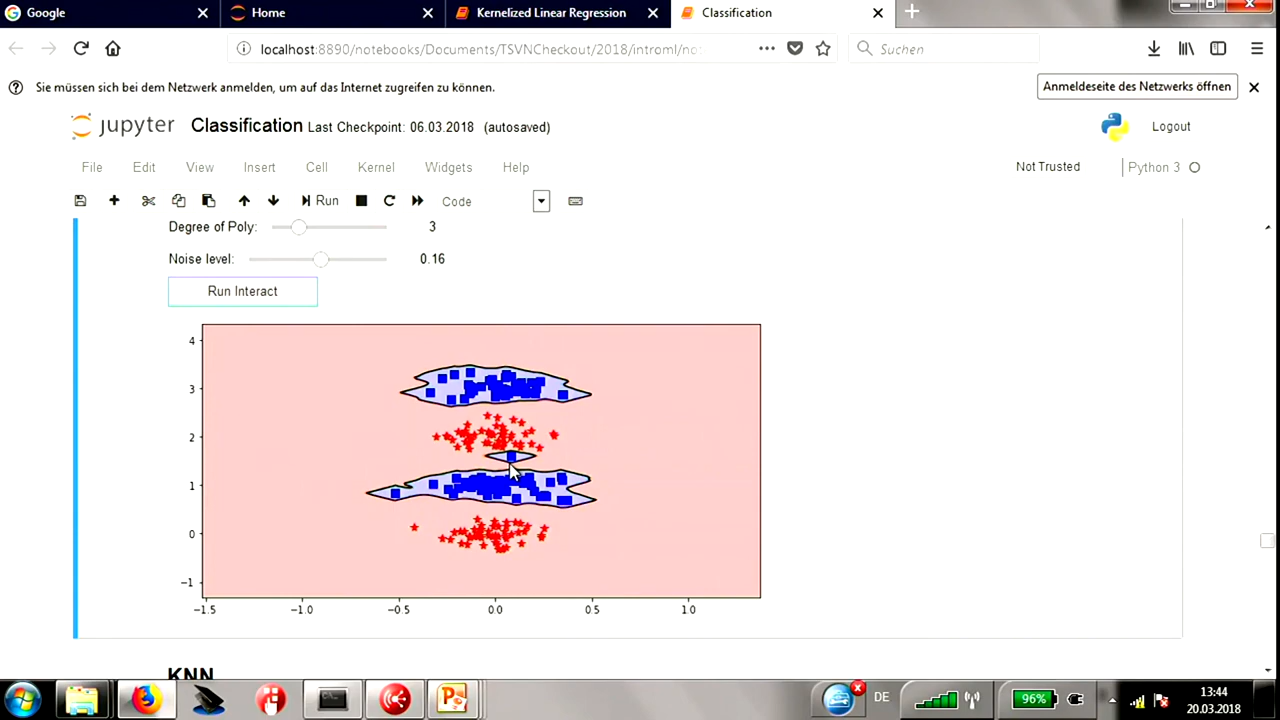 Google
Home
Kernelized Linear Regression
Classification
localhost:8890/notebooks/Documents/TSVNCheckout/2018/introml/no
Suchen
Sie müssen sich bei dem Netzwerk anmelden, um auf das Internet zugreifen zu können.
Anmeldeseite des Netzwerks öffnen
jupyter Classification Last Checkpoint: 06.03.2018 (autosaved)
Logout
File Edit View Insert Cell Kernel Widgets Help
Not Trusted
Python 3
Run
Code
Degree of Poly: 3
Noise level: 0.16
Run Interact
4
3
2
1
0
−1
−1.5 −1.0 −0.5 0.0 0.5 1.0
KNN
DE
96%
13:44
20.03.2018